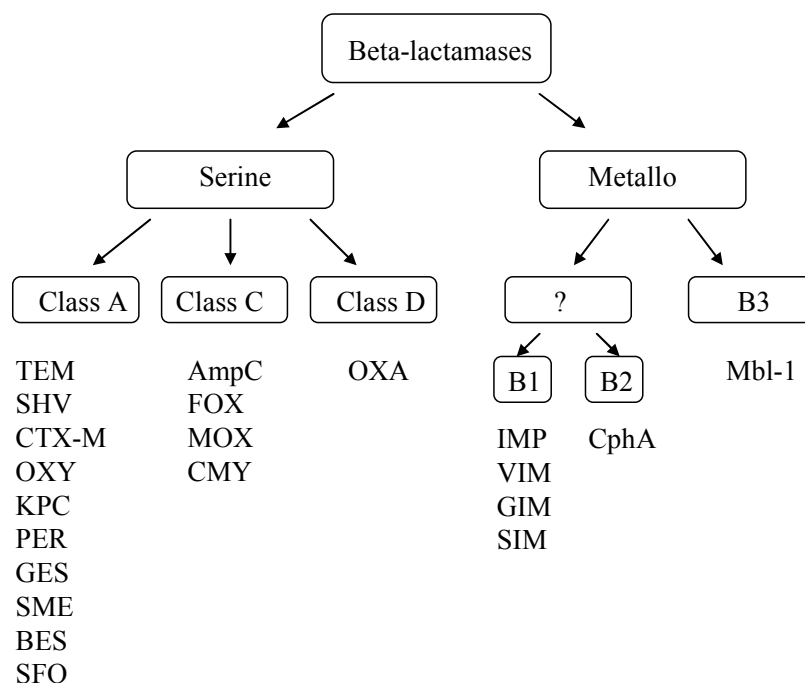 Beta-lactamases
Serine
Metallo
Class A
Class C
Class D
?
B3
TEM
SHV
CTX-M
OXY
KPC
PER
GES
SME
BES
SFO
AmpC
FOX
MOX
CMY
OXA
B1
B2
Mbl-1
IMP
VIM
GIM
SIM
CphA